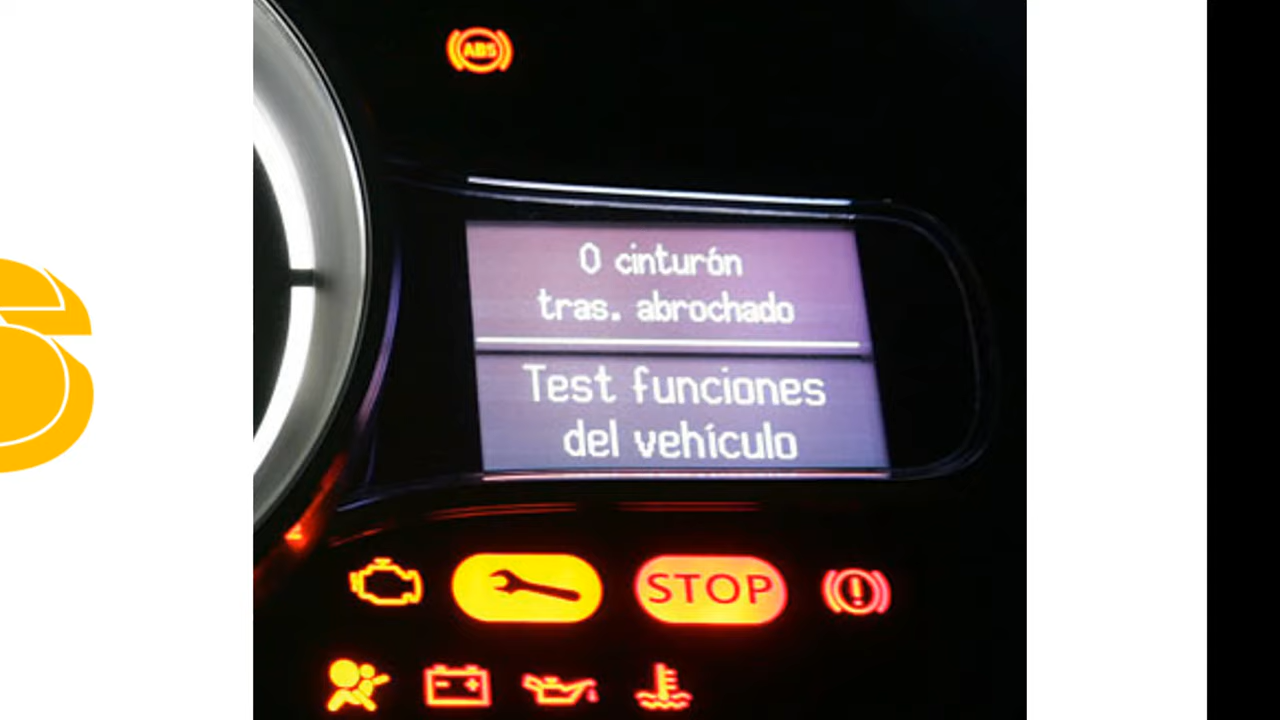 ABS
0 cinturón
tras. abrochado
Test funciones
del vehículo
STOP